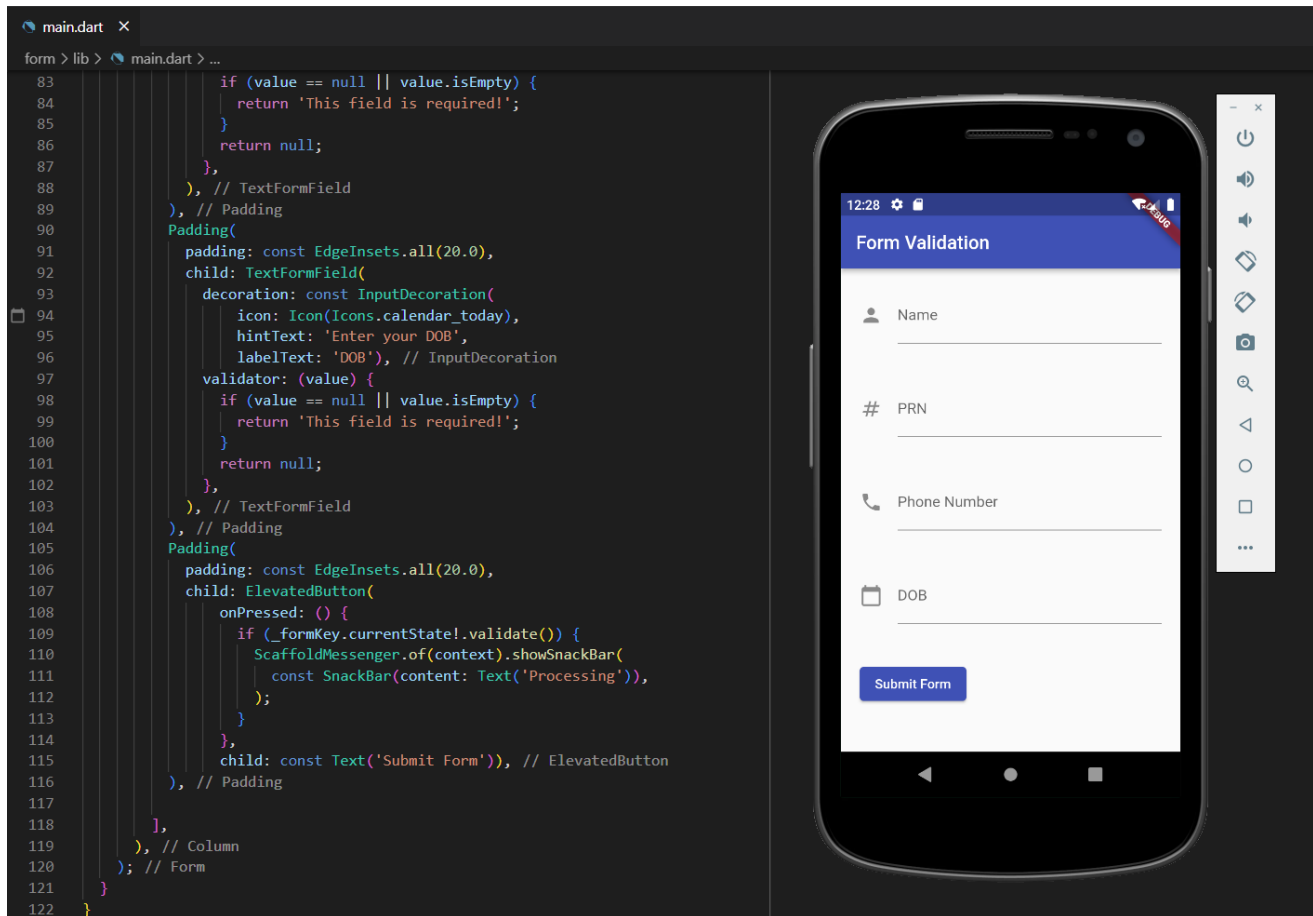 main.dart
form > lib > main.dart > ...
83 if (value == null || value.isEmpty) {
84 return 'This field is required!';
85 }
86 return null;
87 },
88 ), // TextFormField
89 ), // Padding
90 Padding(
91 padding: const EdgeInsets.all(20.0),
92 child: TextFormField(
93 decoration: const InputDecoration(
94 icon: Icon(Icons.calendar_today),
95 hintText: 'Enter your DOB',
96 labelText: 'DOB'), // InputDecoration
97 validator: (value) {
98 if (value == null || value.isEmpty) {
99 return 'This field is required!';
100 }
101 return null;
102 },
103 ), // TextFormField
104 ), // Padding
105 Padding(
106 padding: const EdgeInsets.all(20.0),
107 child: ElevatedButton(
108 onPressed: () {
109 if (_formKey.currentState!.validate()) {
110 ScaffoldMessenger.of(context).showSnackBar(
111 const SnackBar(content: Text('Processing')),
112 );
113 }
114 },
115 child: const Text('Submit Form')), // ElevatedButton
116 ), // Padding
117
118 ],
119 ), // Column
120 ); // Form
121 }
122 }
12:28
DEBUG
Form Validation
Name
# PRN
Phone Number
DOB
Submit Form